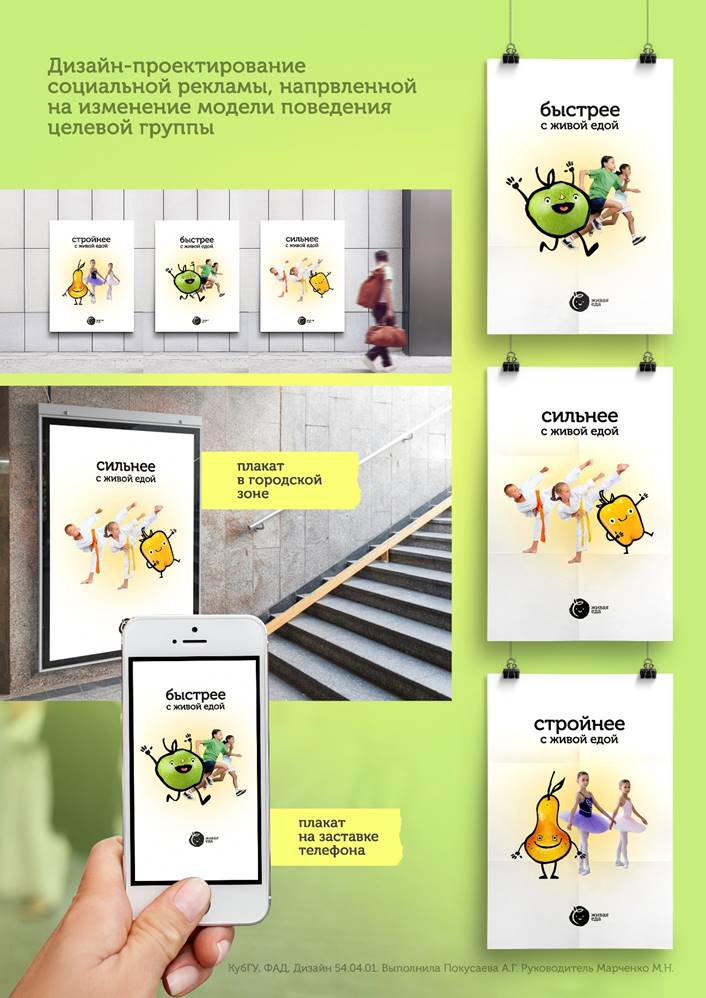 Дизайн-проектирование
социальной рекламы, напрвленной
на изменение модели поведения
целевой группы
стройнее
с живой едой
быстрее
с живой едой
сильнее
с живой едой
быстрее
с живой едой
живая
еда
сильнее
с живой едой
плакат
в городской
зоне
сильнее
с живой едой
живая
еда
быстрее
с живой едой
живая
еда
плакат
на заставке
телефона
стройнее
с живой едой
живая
еда
КубГУ, ФАД, Дизайн 54.04.01. Выполнила Покусаева А.Г. Руководитель Марченко М.Н.